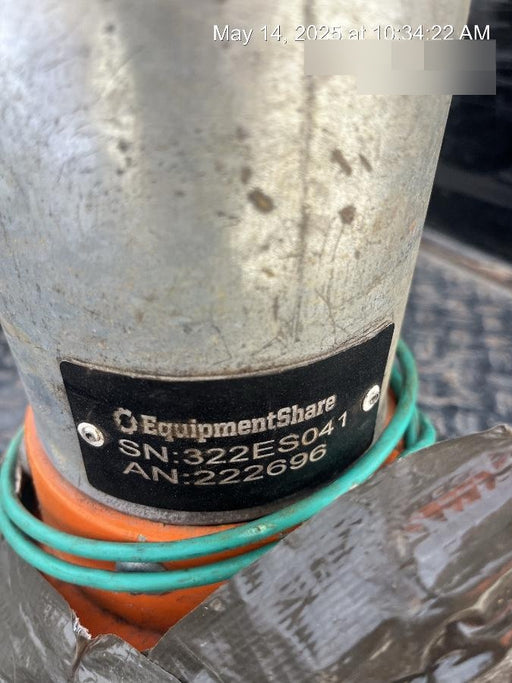 May 14, 2025 at 10:34:22 AM
EquipmentShare
SN:322ES041
AN:222696